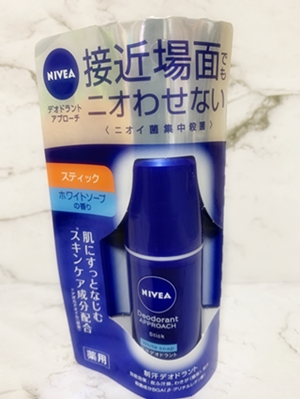 NIVEA
デオドラント
アプローチ
接近場面でも
ニオわせない
〈ニオイ菌集中殺菌〉
スティック
ホワイトソープ
の香り
肌にすっとなじむ
*スキンケア成分配合
薬用
NIVEA
Deodorant
APPROACH
Stick
white soap
制汗デオドラント